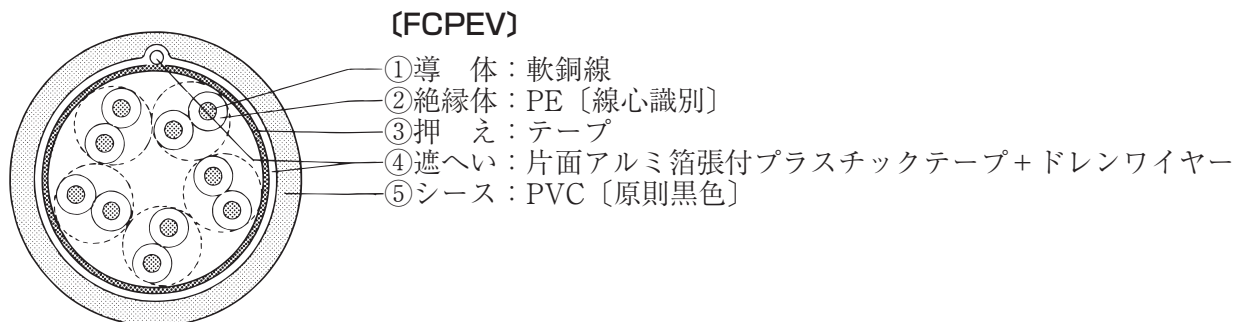 〔FCPEV〕
①導　体：軟銅線
②絶縁体：PE〔線心識別〕
③押　え：テープ
④遮へい：片面アルミ箔張付プラスチックテープ+ドレンワイヤー
⑤シース：PVC〔原則黒色〕